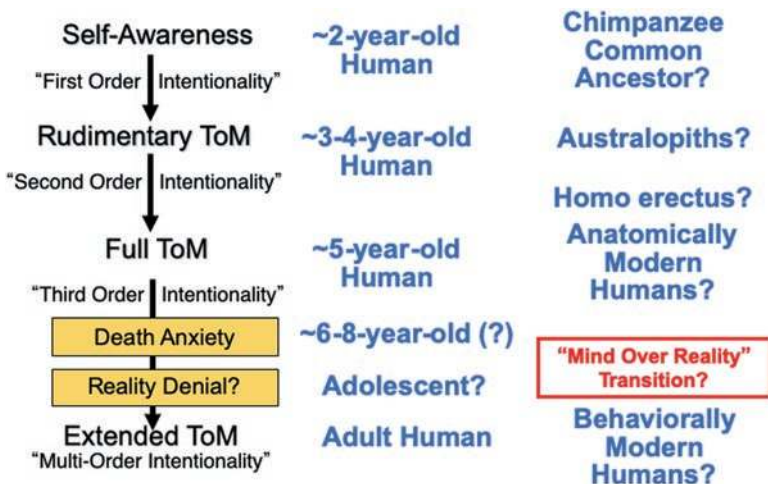 Self-Awareness
~2-year-old
Human
Chimpanzee
Common
Ancestor?
“First Order Intentionality”
Rudimentary ToM
~3-4-year-old
Human
Australopiths?
“Second Order Intentionality”
Homo erectus?
Full ToM
~5-year-old
Human
Anatomically
Modern
Humans?
“Third Order Intentionality”
Death Anxiety
~6-8-year-old (?)
“Mind Over Reality”
Transition?
Reality Denial?
Adolescent?
Extended ToM
Adult Human
Behaviorally
Modern
Humans?
“Multi-Order Intentionality”